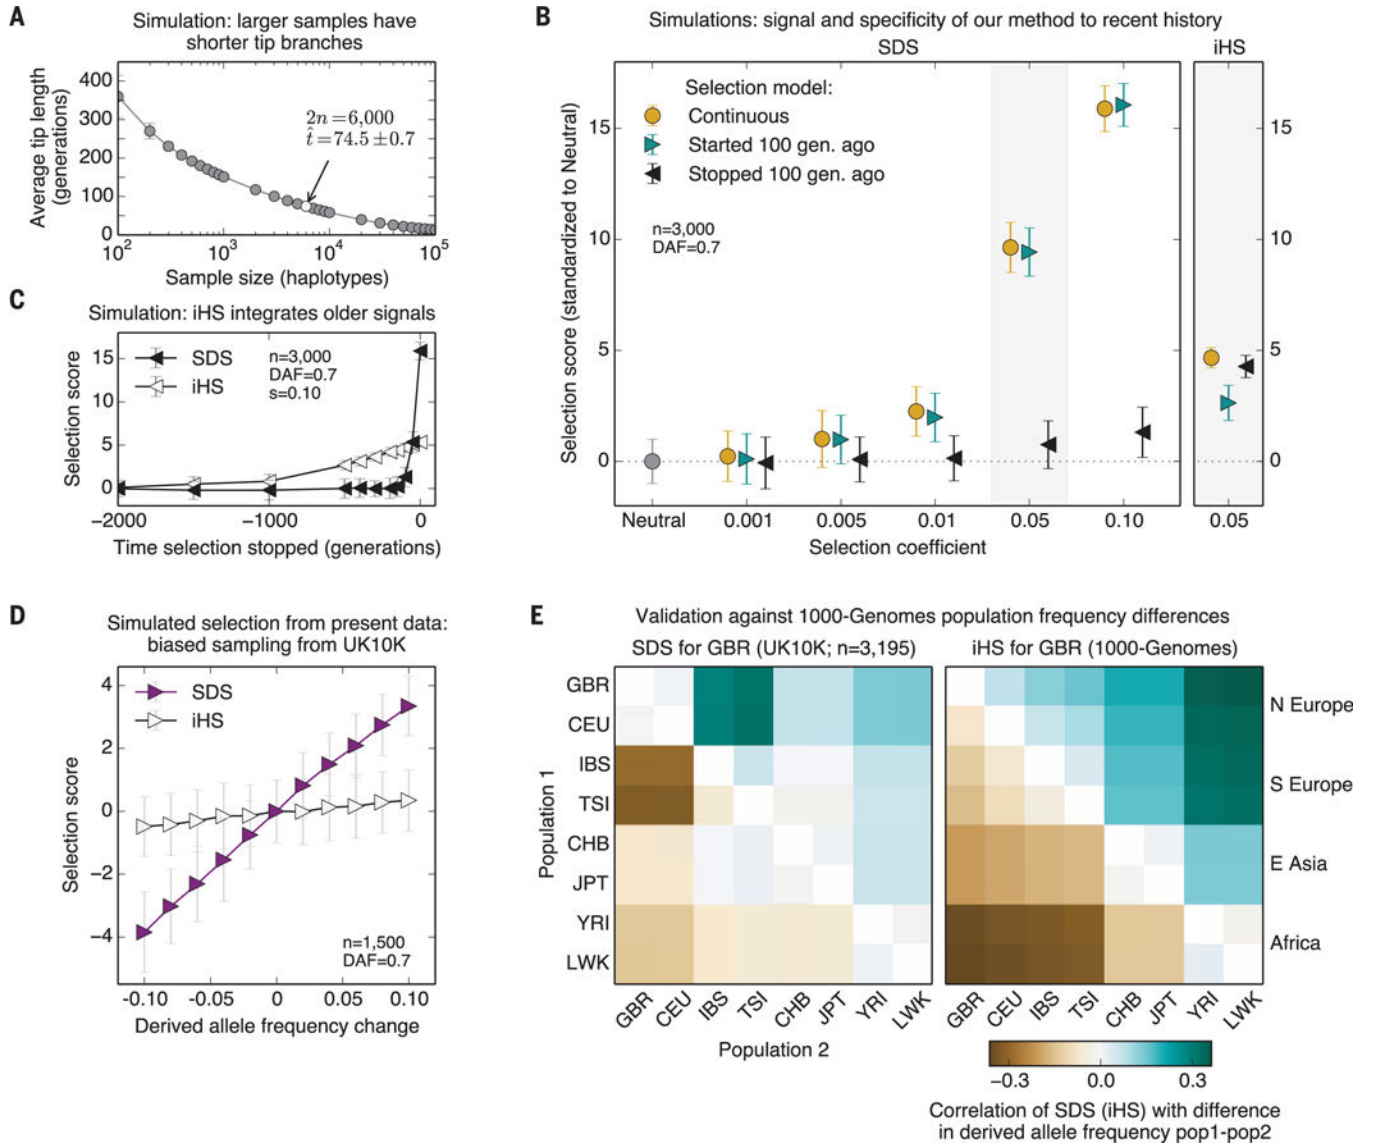 A
Simulation: larger samples have
shorter tip branches
Average tip length
(generations)
400
300
200
100
0
2n=6,000
t̂=74.5 ±0.7
10² 10³ 10⁴ 10⁵
Sample size (haplotypes)
B
Simulations: signal and specificity of our method to recent history
SDS
iHS
Selection score (standardized to Neutral)
Selection model:
Continuous
Started 100 gen. ago
Stopped 100 gen. ago
n=3,000
DAF=0.7
15
10
5
0
15
10
5
0
Neutral 0.001 0.005 0.01 0.05 0.10
0.05
Selection coefficient
C
Simulation: iHS integrates older signals
Selection score
15
10
5
0
SDS
iHS
n=3,000
DAF=0.7
s=0.10
−2000 −1000 0
Time selection stopped (generations)
D
Simulated selection from present data:
biased sampling from UK10K
Selection score
4
2
0
−2
−4
SDS
iHS
n=1,500
DAF=0.7
-0.10 -0.05 0 0.05 0.10
Derived allele frequency change
E
Validation against 1000-Genomes population frequency differences
SDS for GBR (UK10K; n=3,195)
iHS for GBR (1000-Genomes)
Population 1
GBR
CEU
IBS
TSI
CHB
JPT
YRI
LWK
N Europe
S Europe
E Asia
Africa
GBR CEU IBS TSI CHB JPT YRI LWK
GBR CEU IBS TSI CHB JPT YRI LWK
Population 2
−0.3 0.0 0.3
Correlation of SDS (iHS) with difference
in derived allele frequency pop1-pop2